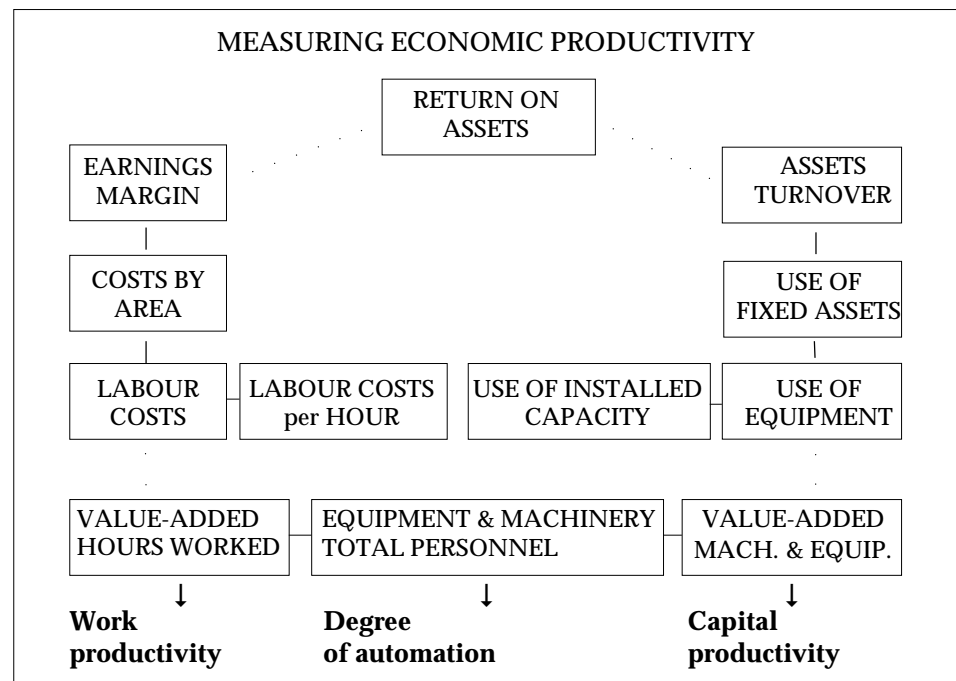 MEASURING ECONOMIC PRODUCTIVITY
RETURN ON
ASSETS
EARNINGS
MARGIN
ASSETS
TURNOVER
COSTS BY
AREA
USE OF
FIXED ASSETS
LABOUR
COSTS
LABOUR COSTS
per HOUR
USE OF INSTALLED
CAPACITY
USE OF
EQUIPMENT
VALUE-ADDED
HOURS WORKED
EQUIPMENT & MACHINERY
TOTAL PERSONNEL
VALUE-ADDED
MACH. & EQUIP.
Work
productivity
Degree
of automation
Capital
productivity